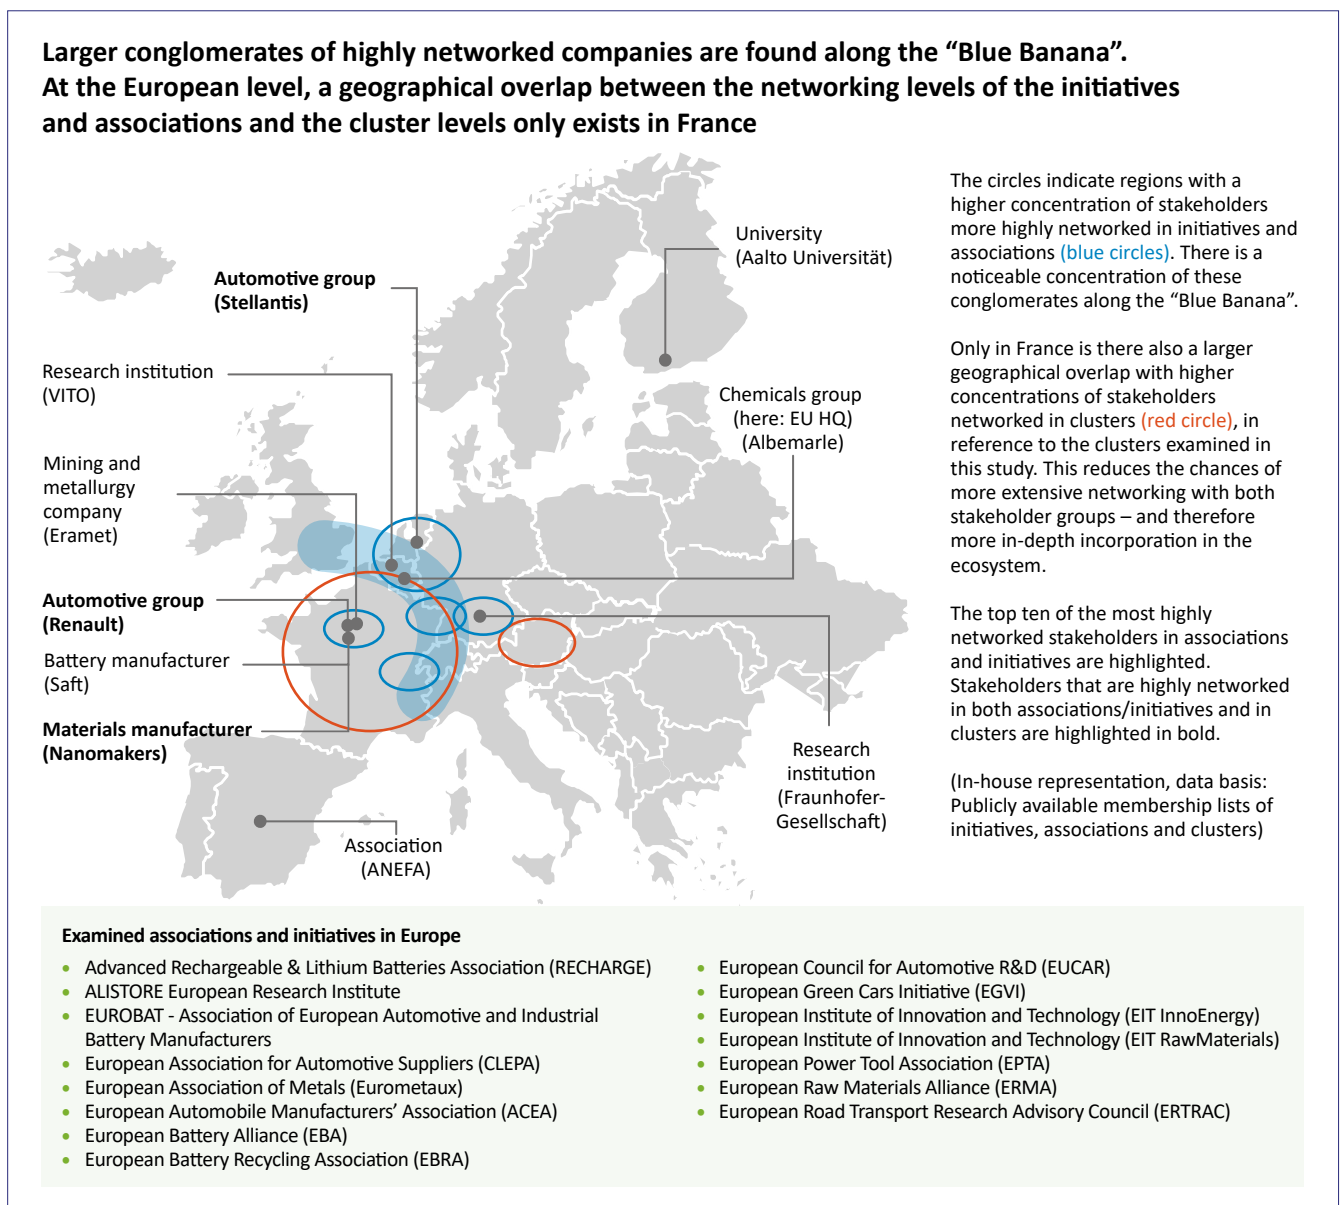 Larger conglomerates of highly networked companies are found along the “Blue Banana”.
At the European level, a geographical overlap between the networking levels of the initiatives
and associations and the cluster levels only exists in France
University
(Aalto Universität)
Automotive group
(Stellantis)
Research institution
(VITO)
Chemicals group
(here: EU HQ)
(Albemarle)
Mining and
metallurgy
company
(Eramet)
Automotive group
(Renault)
Battery manufacturer
(Saft)
Materials manufacturer
(Nanomakers)
Research
institution
(Fraunhofer-
Gesellschaft)
Association
(ANEFA)
The circles indicate regions with a
higher concentration of stakeholders
more highly networked in initiatives and
associations (blue circles). There is a
noticeable concentration of these
conglomerates along the “Blue Banana”.
Only in France is there also a larger
geographical overlap with higher
concentrations of stakeholders
networked in clusters (red circle), in
reference to the clusters examined in
this study. This reduces the chances of
more extensive networking with both
stakeholder groups – and therefore
more in-depth incorporation in the
ecosystem.
The top ten of the most highly
networked stakeholders in associations
and initiatives are highlighted.
Stakeholders that are highly networked
in both associations/initiatives and in
clusters are highlighted in bold.
(In-house representation, data basis:
Publicly available membership lists of
initiatives, associations and clusters)
Examined associations and initiatives in Europe
• Advanced Rechargeable & Lithium Batteries Association (RECHARGE)
• ALISTORE European Research Institute
• EUROBAT - Association of European Automotive and Industrial
Battery Manufacturers
• European Association for Automotive Suppliers (CLEPA)
• European Association of Metals (Eurometaux)
• European Automobile Manufacturers’ Association (ACEA)
• European Battery Alliance (EBA)
• European Battery Recycling Association (EBRA)
• European Council for Automotive R&D (EUCAR)
• European Green Cars Initiative (EGVI)
• European Institute of Innovation and Technology (EIT InnoEnergy)
• European Institute of Innovation and Technology (EIT RawMaterials)
• European Power Tool Association (EPTA)
• European Raw Materials Alliance (ERMA)
• European Road Transport Research Advisory Council (ERTRAC)